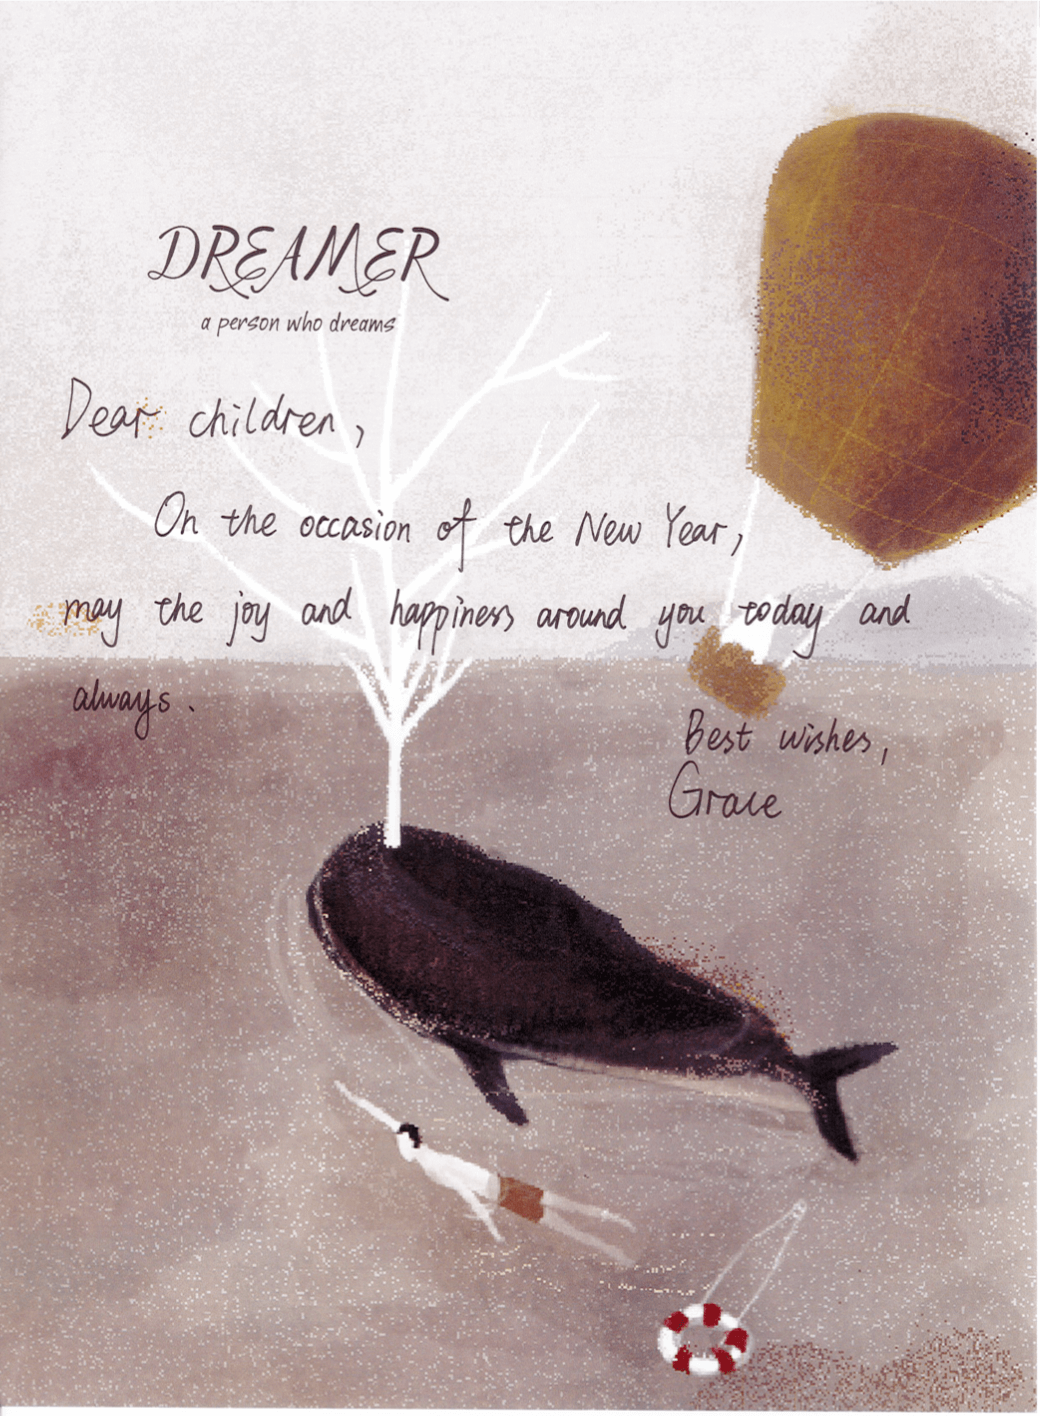 DREAMER
a person who dreams
Dear children,
On the occasion of the New Year,
may the joy and happiness around you today and
always.
Best wishes,
Grace